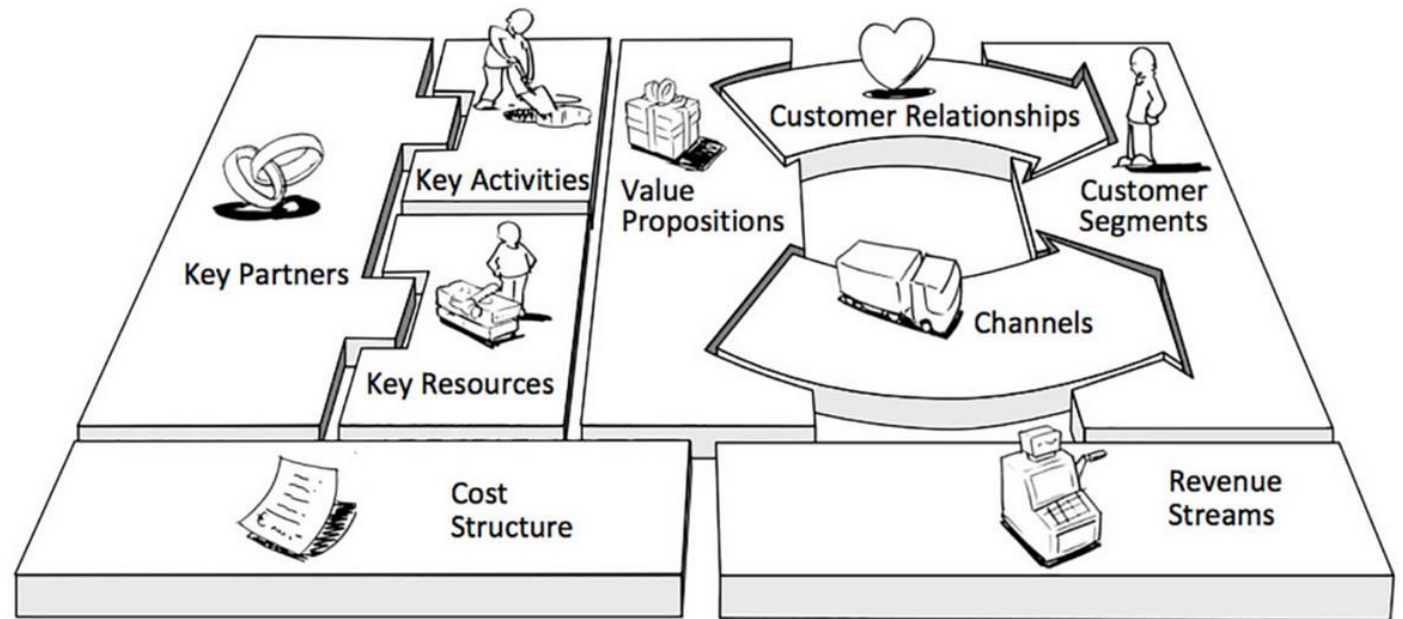 Customer Relationships
Key Activities
Value
Propositions
Customer
Segments
Key Partners
Channels
Key Resources
Cost
Structure
Revenue
Streams